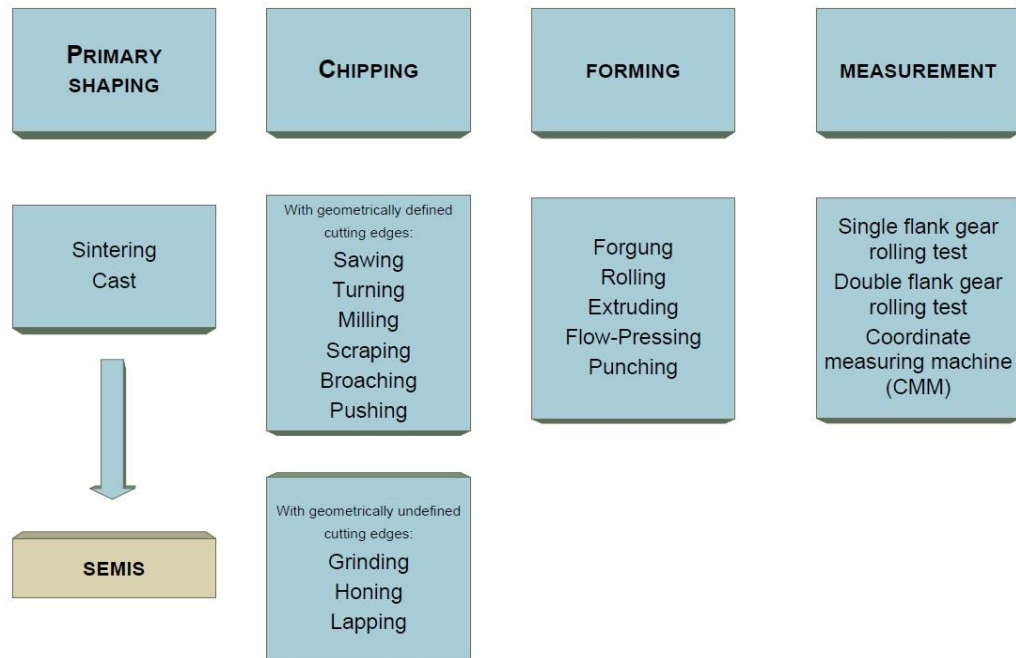 PRIMARY
SHAPING
CHIPPING
FORMING
MEASUREMENT
Sintering
Cast
SEMIS
With geometrically defined
cutting edges:
Sawing
Turning
Milling
Scraping
Broaching
Pushing
With geometrically undefined
cutting edges:
Grinding
Honing
Lapping
Forgung
Rolling
Extruding
Flow-Pressing
Punching
Single flank gear
rolling test
Double flank gear
rolling test
Coordinate
measuring machine
(CMM)